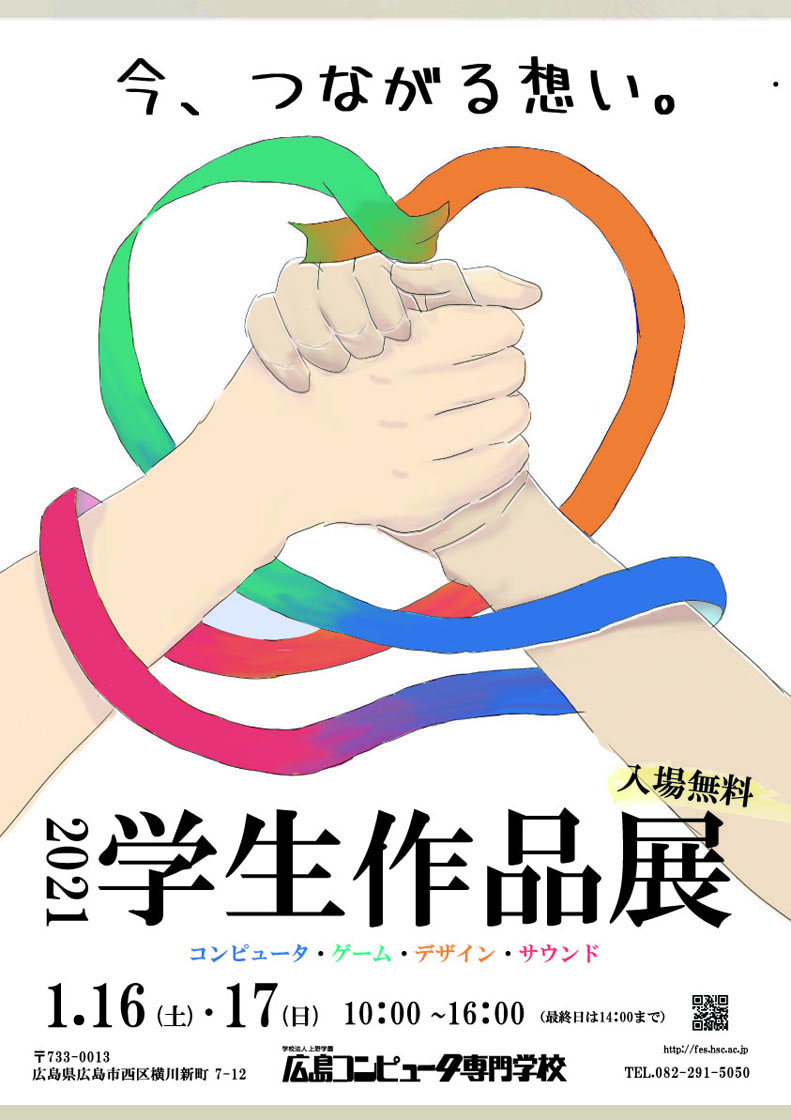 今、つながる想い。
入場無料
2021
学生作品展
コンピュータ・ゲーム・デザイン・サウンド
1.16(土)・17(日) 10:00 ~16:00 (最終日は14:00まで)
〒733-0013
広島県広島市西区横川新町 7-12
学校法人上野学園
広島コンピュータ専門学校
http://fes.hsc.ac.jp
TEL.082-291-5050